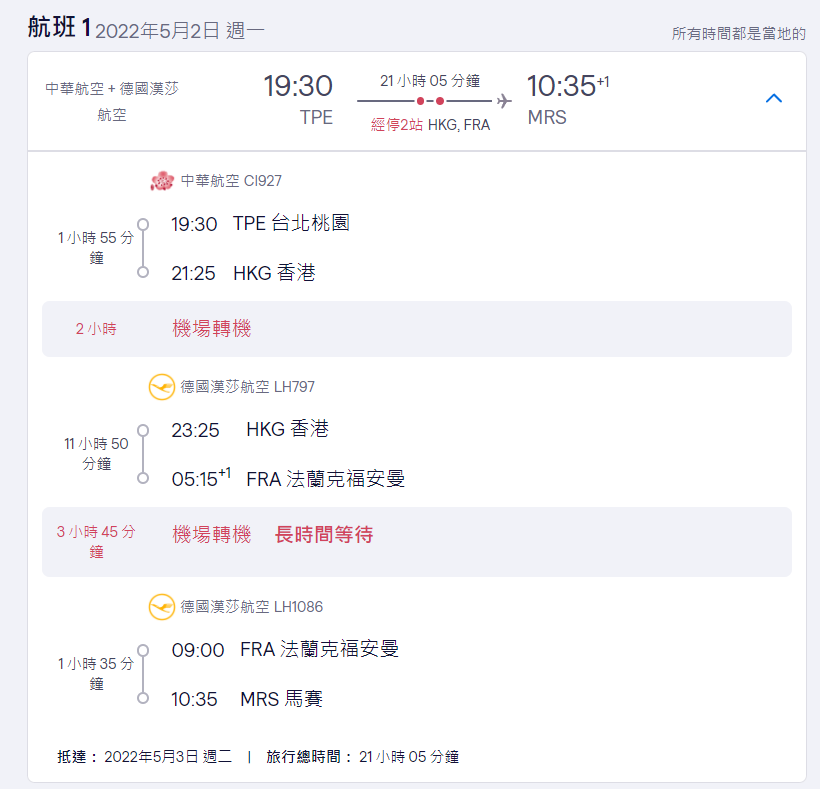 航班 1 2022年5月2日 週一
所有時間都是當地的
中華航空 + 德國漢莎
航空
19:30
TPE
21 小時 05 分鐘
經停2站 HKG, FRA
10:35+1
MRS
中華航空 CI927
1 小時 55 分
鐘
19:30 TPE 台北桃園
21:25 HKG 香港
2 小時 機場轉機
德國漢莎航空 LH797
11 小時 50
分鐘
23:25 HKG 香港
05:15+1 FRA 法蘭克福安曼
3 小時 45 分
鐘
機場轉機 長時間等待
德國漢莎航空 LH1086
1 小時 35 分
鐘
09:00 FRA 法蘭克福安曼
10:35 MRS 馬賽
抵達： 2022年5月3日 週二 | 旅行總時間： 21 小時 05 分鐘